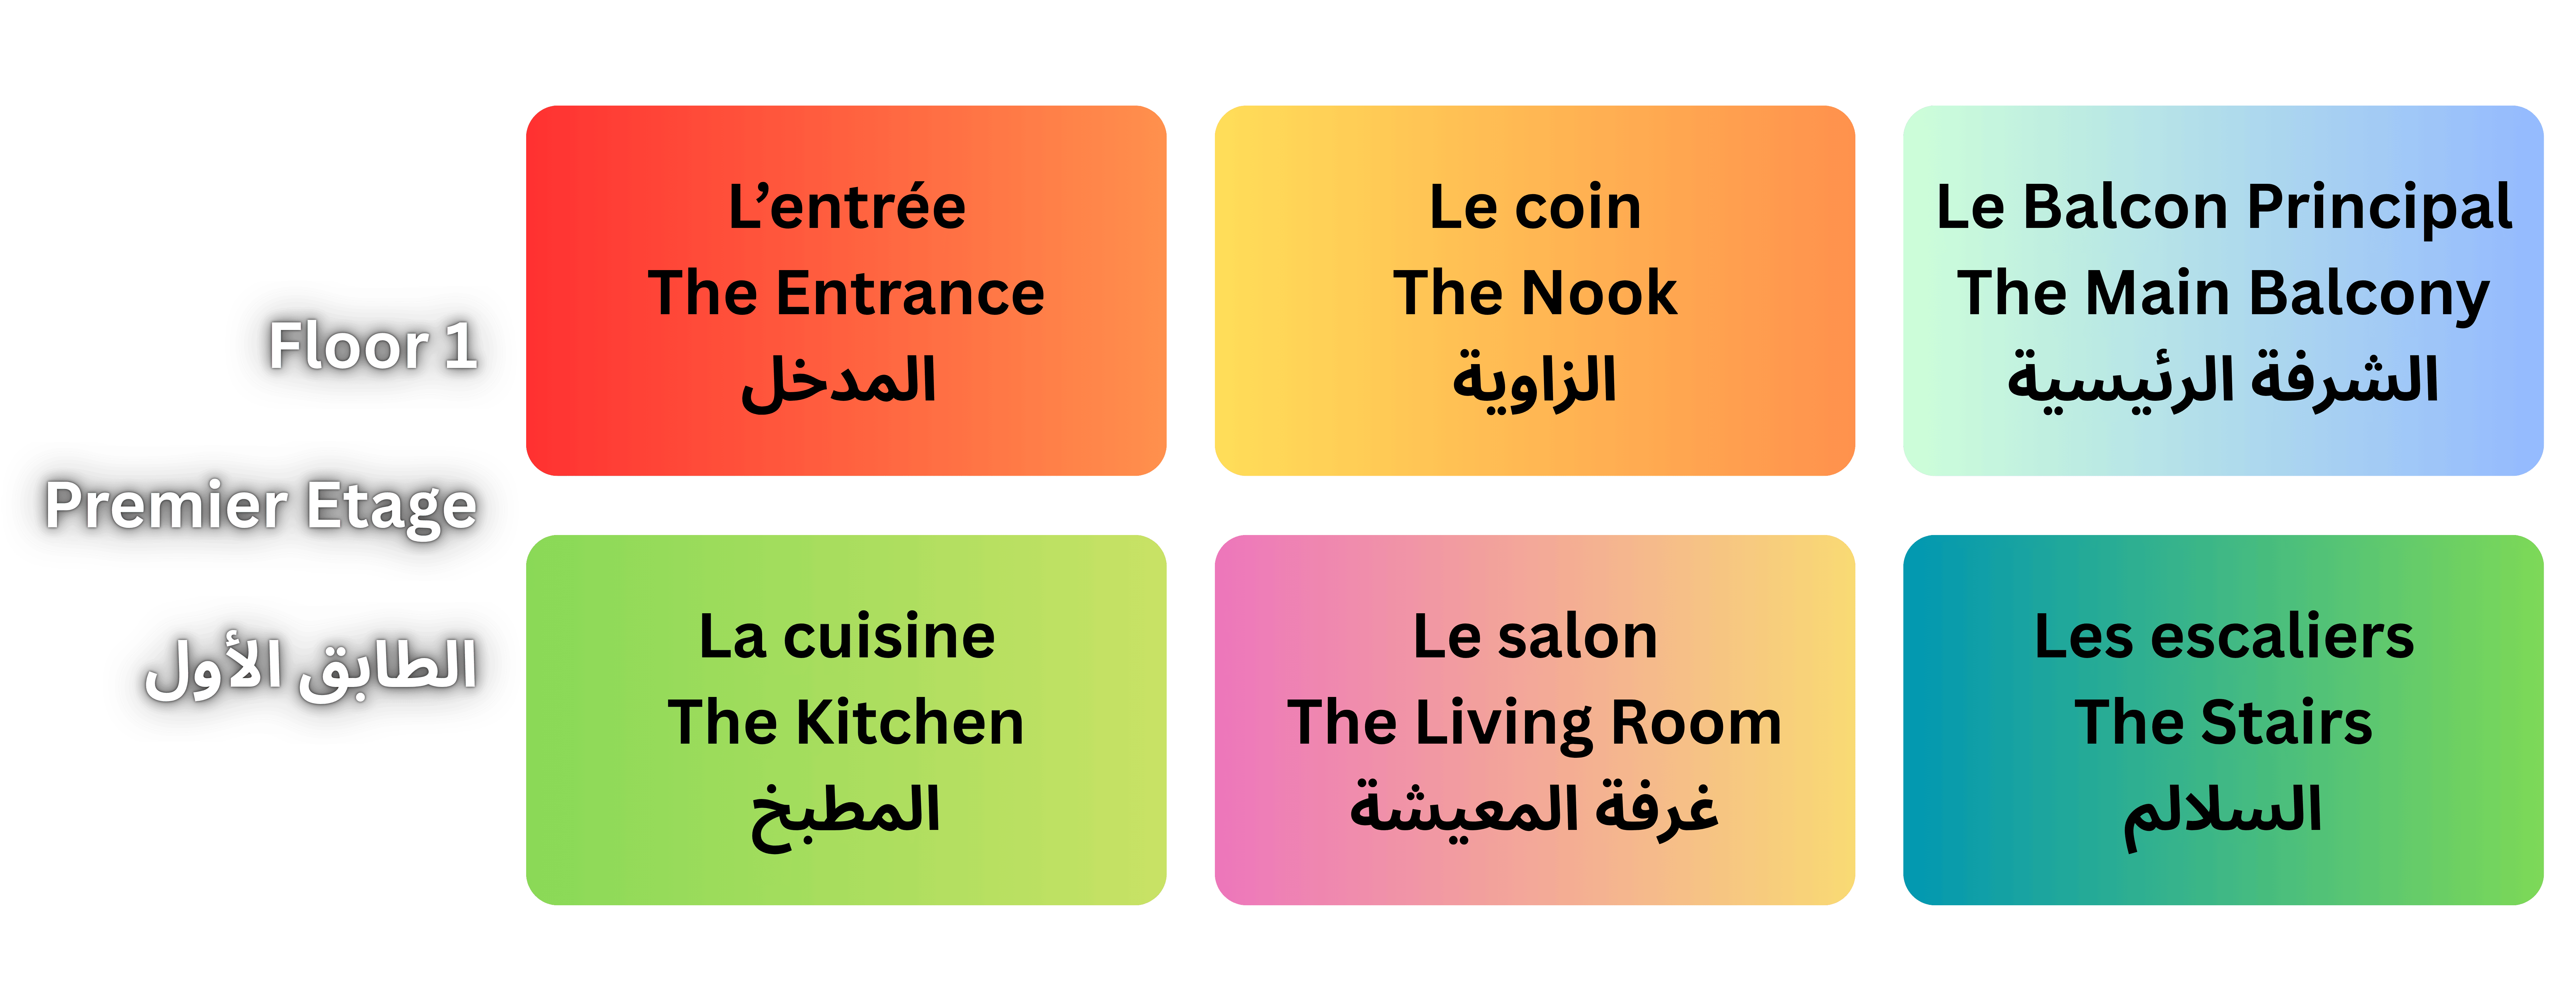 Floor 1
Premier Etage
الطابق الأول
L’entrée
The Entrance
المدخل
Le coin
The Nook
الزاوية
Le Balcon Principal
The Main Balcony
الشرفة الرئيسية
La cuisine
The Kitchen
المطبخ
Le salon
The Living Room
غرفة المعيشة
Les escaliers
The Stairs
السلالم